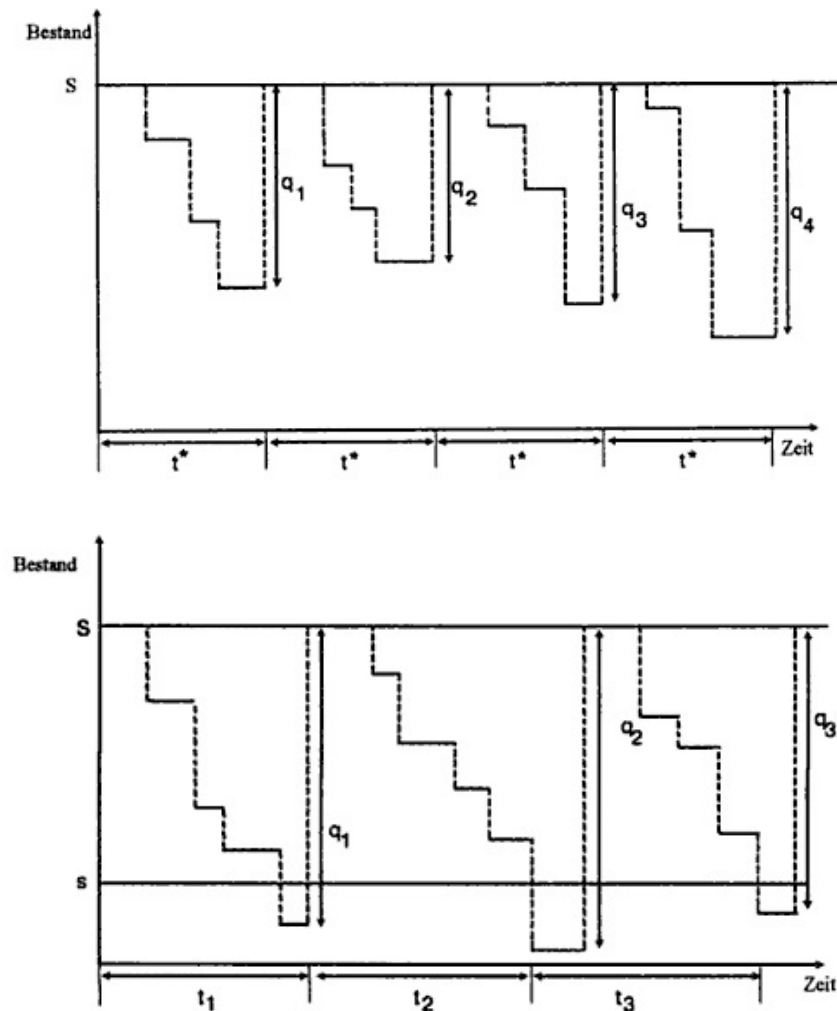 Bestand
S
q1
q2
q3
q4
t* t* t* t* Zeit
Bestand
S
q1
q2
q3
s
t1 t2 t3 Zeit